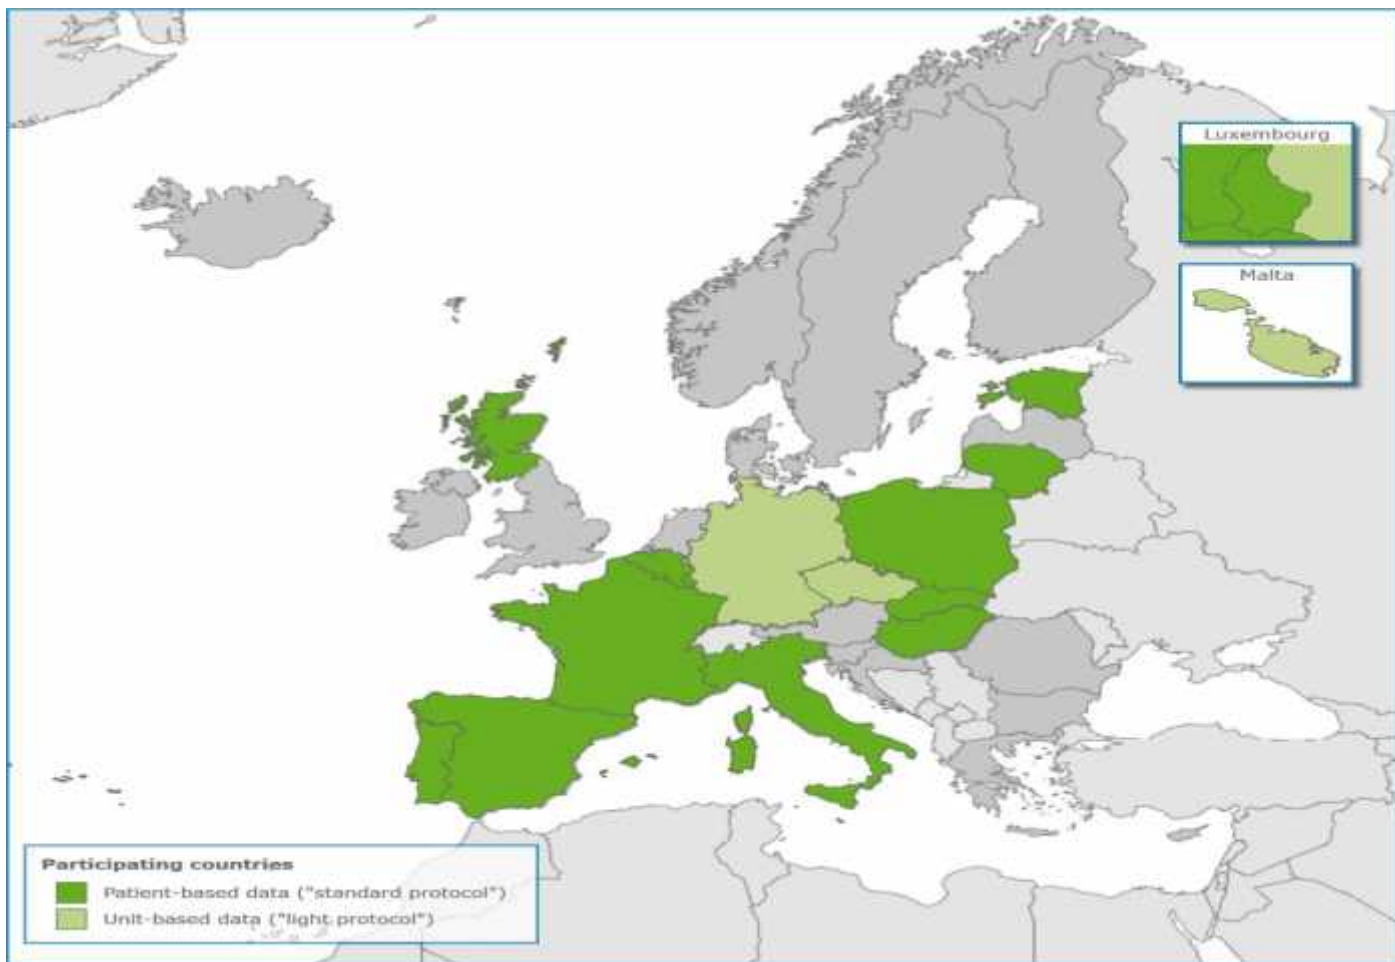 Luxembourg
Malta
Participating countries
Patient-based data ("standard protocol")
Unit-based data ("light protocol")